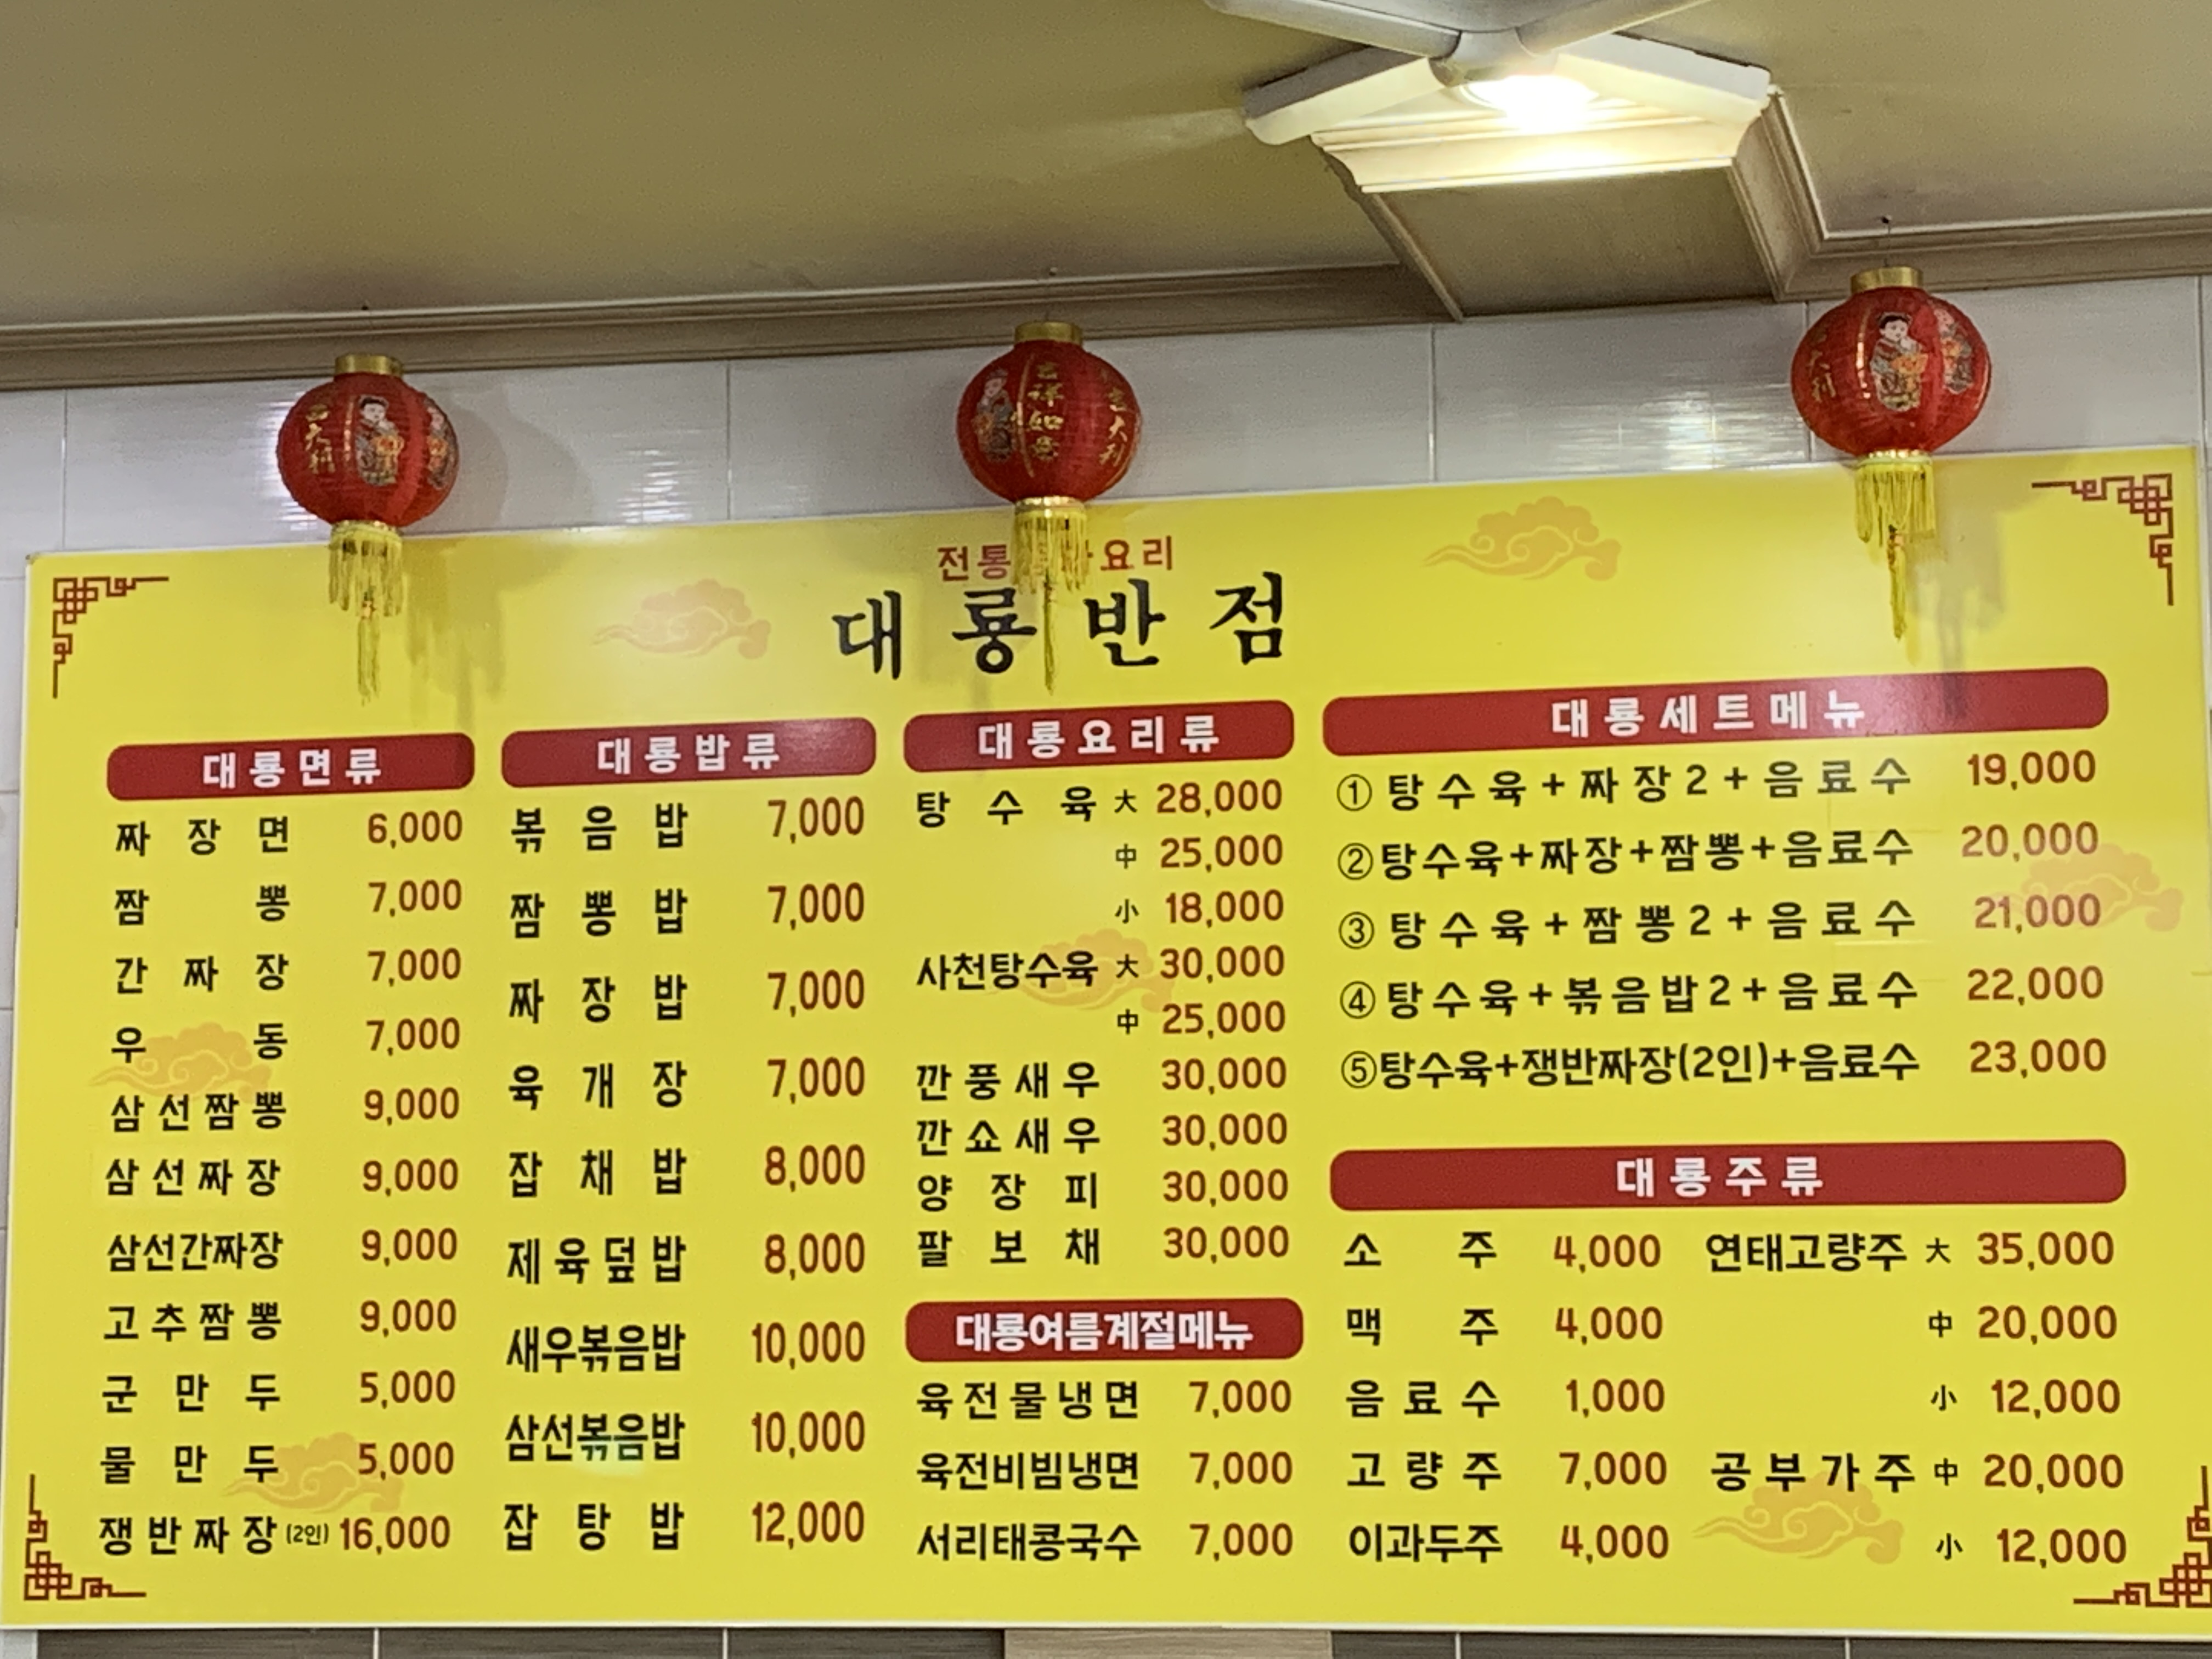 吉祥如意
大利
大利
大利
전통 요리
대룡반점
대룡면류
짜장면 6,000
짬뽕 7,000
간짜장 7,000
우동 7,000
삼선짬뽕 9,000
삼선짜장 9,000
삼선간짜장 9,000
고추짬뽕 9,000
군만두 5,000
물만두 5,000
쟁반짜장 (2인) 16,000
대룡밥류
볶음밥 7,000
짬뽕밥 7,000
짜장밥 7,000
육개장 7,000
잡채밥 8,000
제육덮밥 8,000
새우볶음밥 10,000
삼선볶음밥 10,000
잡탕밥 12,000
대룡요리류
탕수육 大 28,000
中 25,000
小 18,000
사천탕수육 大 30,000
中 25,000
깐풍새우 30,000
깐쇼새우 30,000
양장피 30,000
팔보채 30,000
대룡여름계절메뉴
육전물냉면 7,000
육전비빔냉면 7,000
서리태콩국수 7,000
대룡세트메뉴
① 탕수육+짜장2+음료수 19,000
② 탕수육+짜장+짬뽕+음료수 20,000
③ 탕수육+짬뽕2+음료수 21,000
④ 탕수육+볶음밥2+음료수 22,000
⑤ 탕수육+쟁반짜장(2인)+음료수 23,000
대룡주류
소주 4,000
맥주 4,000
음료수 1,000
고량주 7,000
이과두주 4,000
연태고량주 大 35,000
中 20,000
小 12,000
공부가주 中 20,000
小 12,000